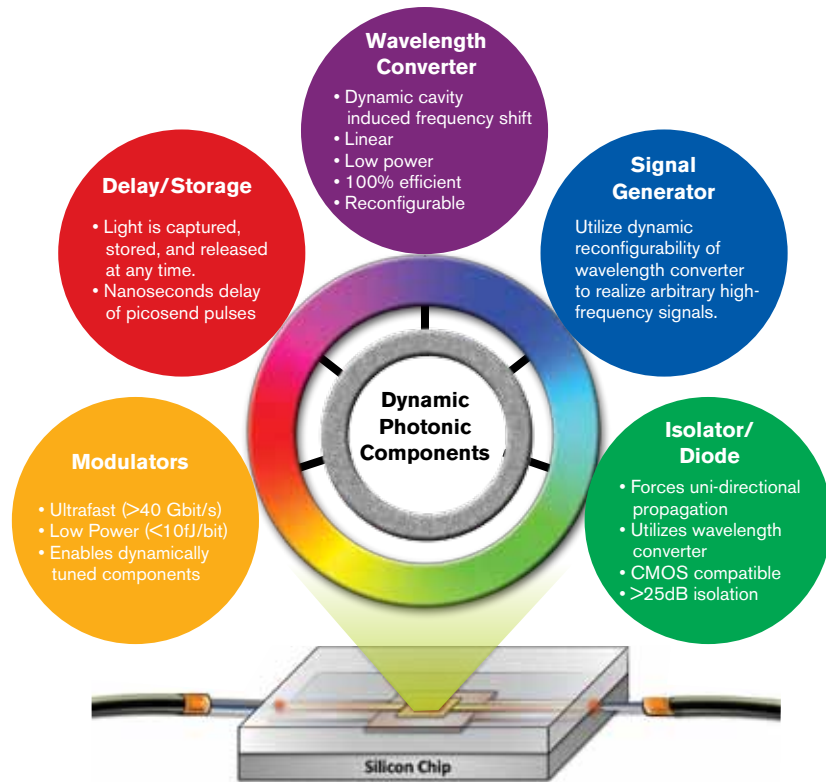 Wavelength
Converter
• Dynamic cavity
induced frequency shift
• Linear
• Low power
• 100% efficient
• Reconfigurable
Delay/Storage
• Light is captured,
stored, and released
at any time.
• Nanoseconds delay
of picosend pulses
Signal
Generator
Utilize dynamic
reconfigurability of
wavelength converter
to realize arbitrary high-
frequency signals.
Dynamic
Photonic
Components
Modulators
• Ultrafast (>40 Gbit/s)
• Low Power (<10fJ/bit)
• Enables dynamically
tuned components
Isolator/
Diode
• Forces uni-directional
propagation
• Utilizes wavelength
converter
• CMOS compatible
• >25dB isolation
Silicon Chip